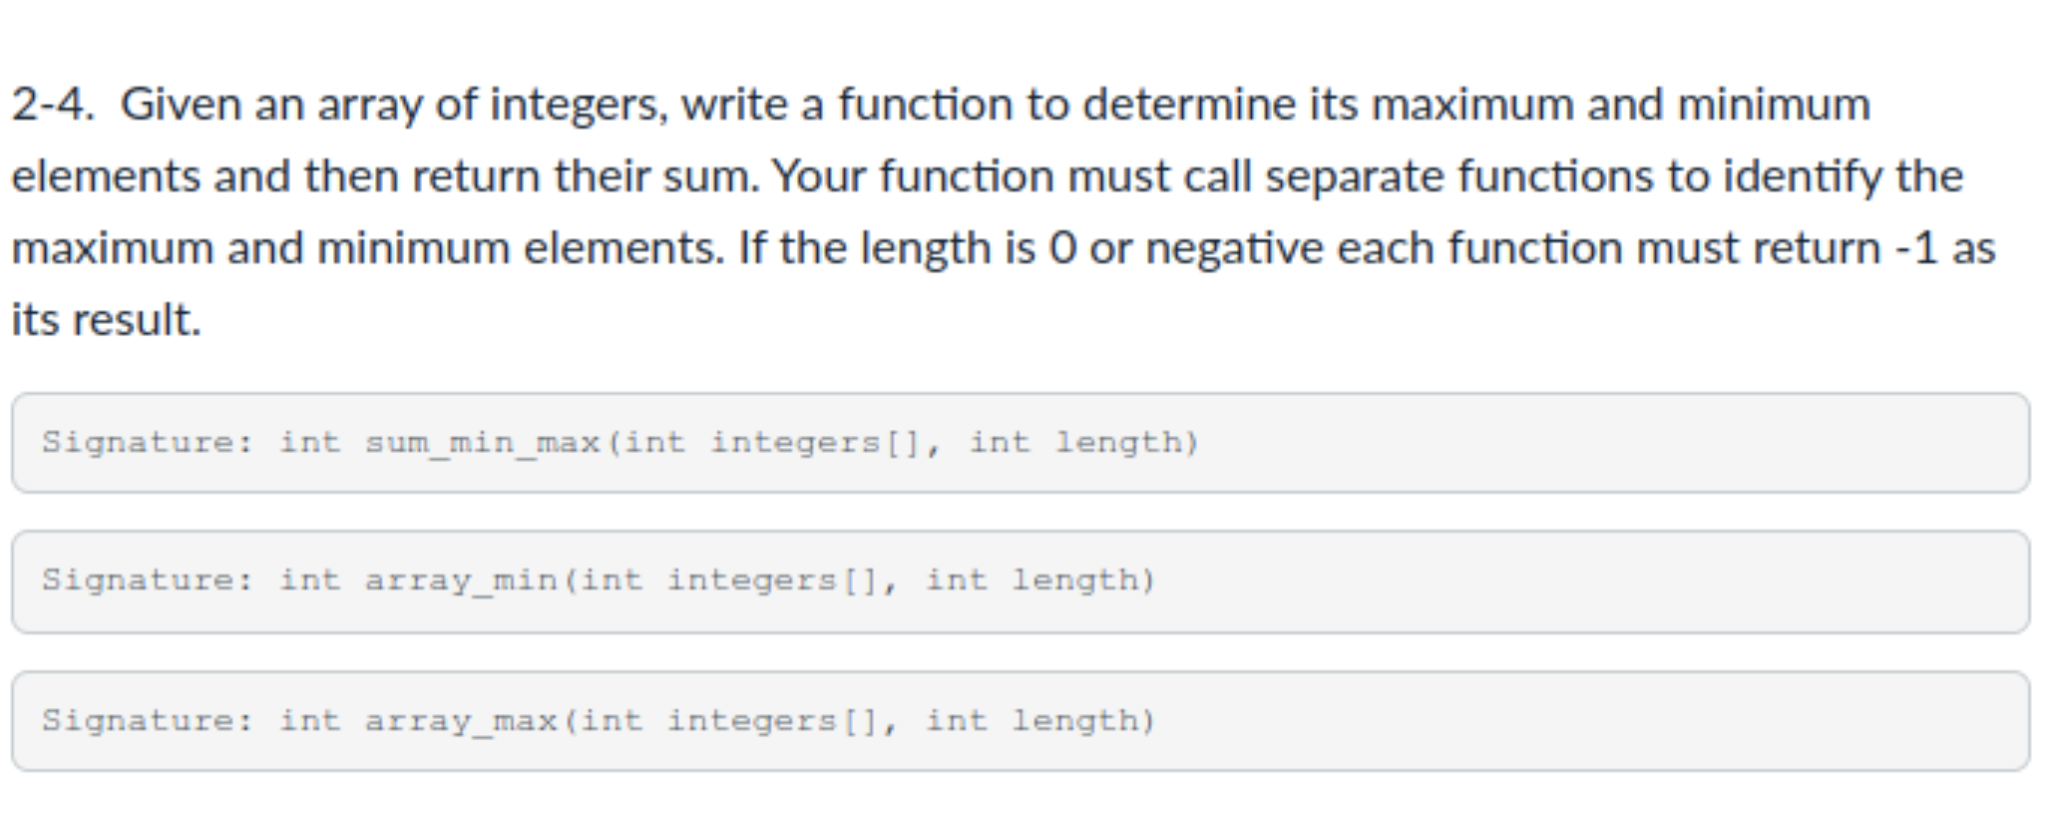 2-4. Given an array of integers, write a function to determine its maximum and minimum
elements and then return their sum. Your function must call separate functions to identify the
maximum and minimum elements. If the length is 0 or negative each function must return -1 as
its result.
Signature: int sum_min_max(int integers[], int length)
Signature: int array_min(int integers[], int length)
Signature: int array_max(int integers[], int length)